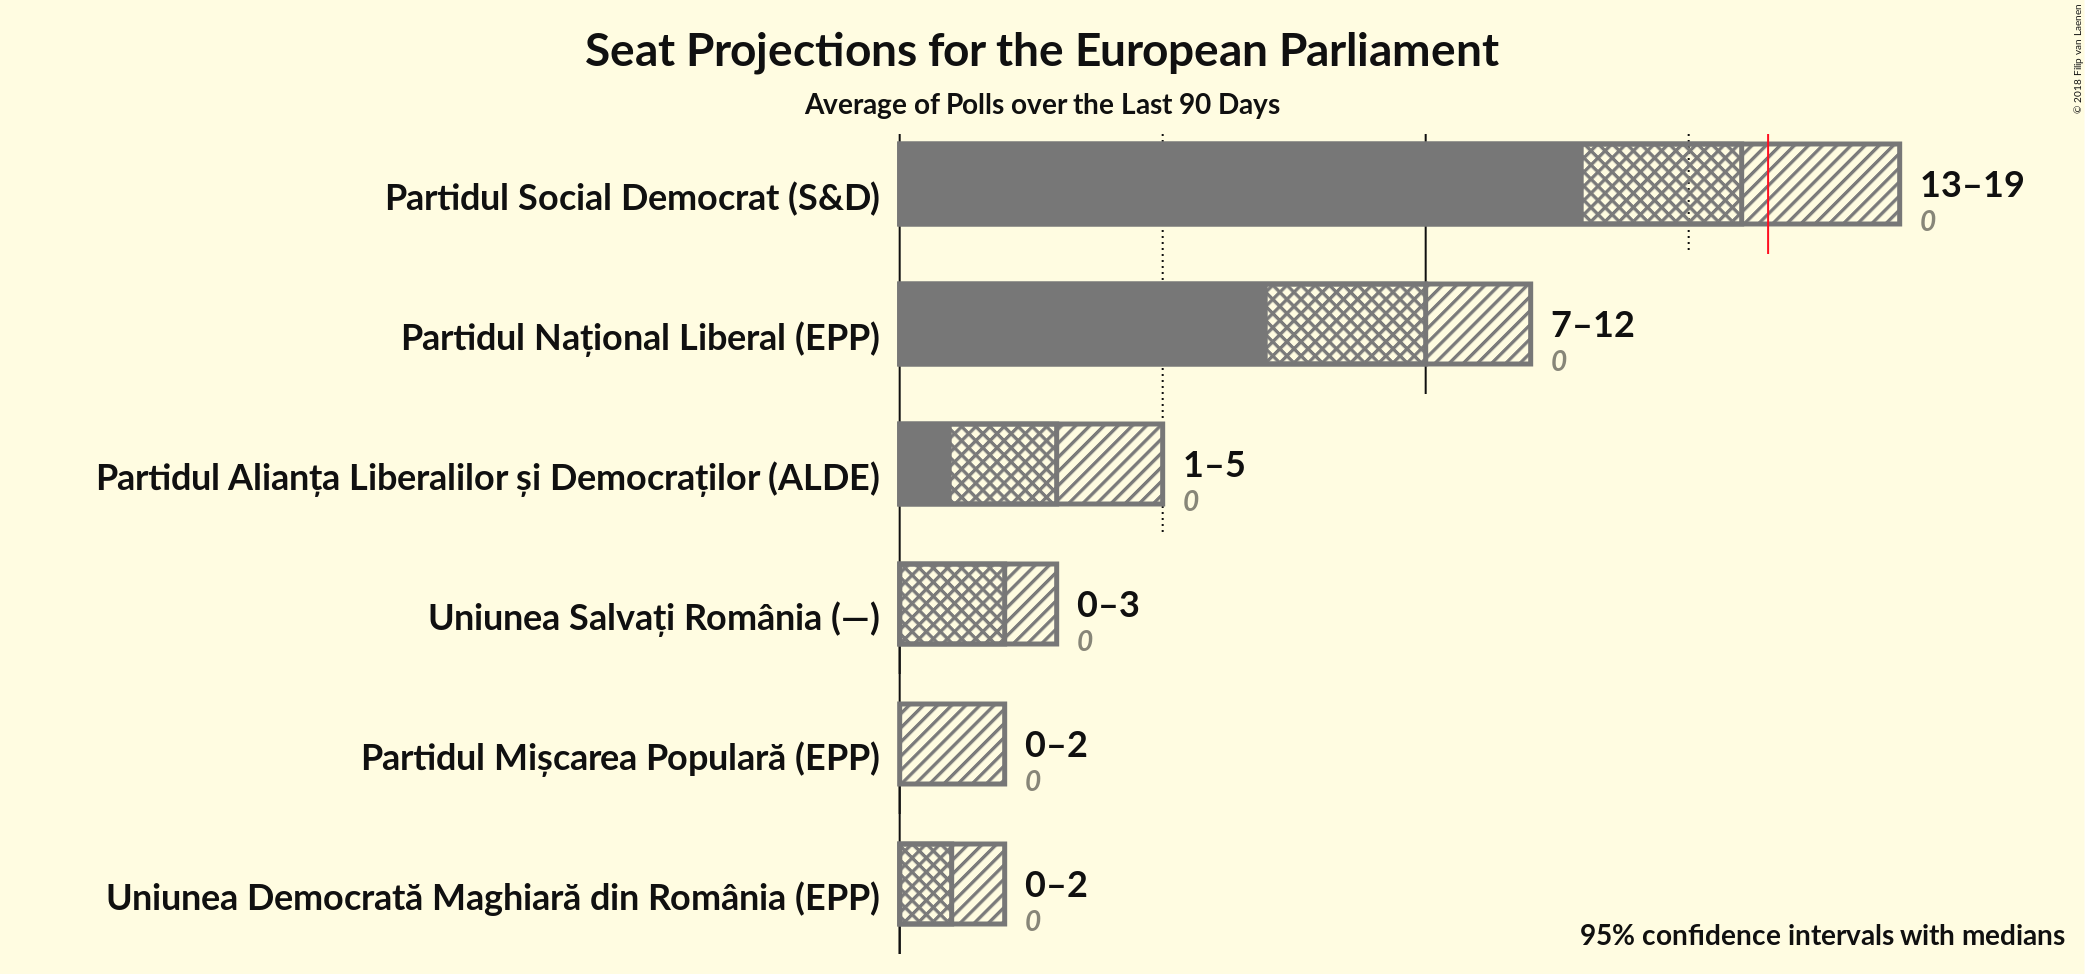 Seat Projections for the European Parliament
Average of Polls over the Last 90 Days
© 2018 Filip van Laenen
Partidul Social Democrat (S&D)
13–19
0
Partidul Național Liberal (EPP)
7–12
0
Partidul Alianța Liberalilor și Democraților (ALDE)
1–5
0
Uniunea Salvați România (—)
0–3
0
Partidul Mișcarea Populară (EPP)
0–2
0
Uniunea Democrată Maghiară din România (EPP)
0–2
0
95% confidence intervals with medians